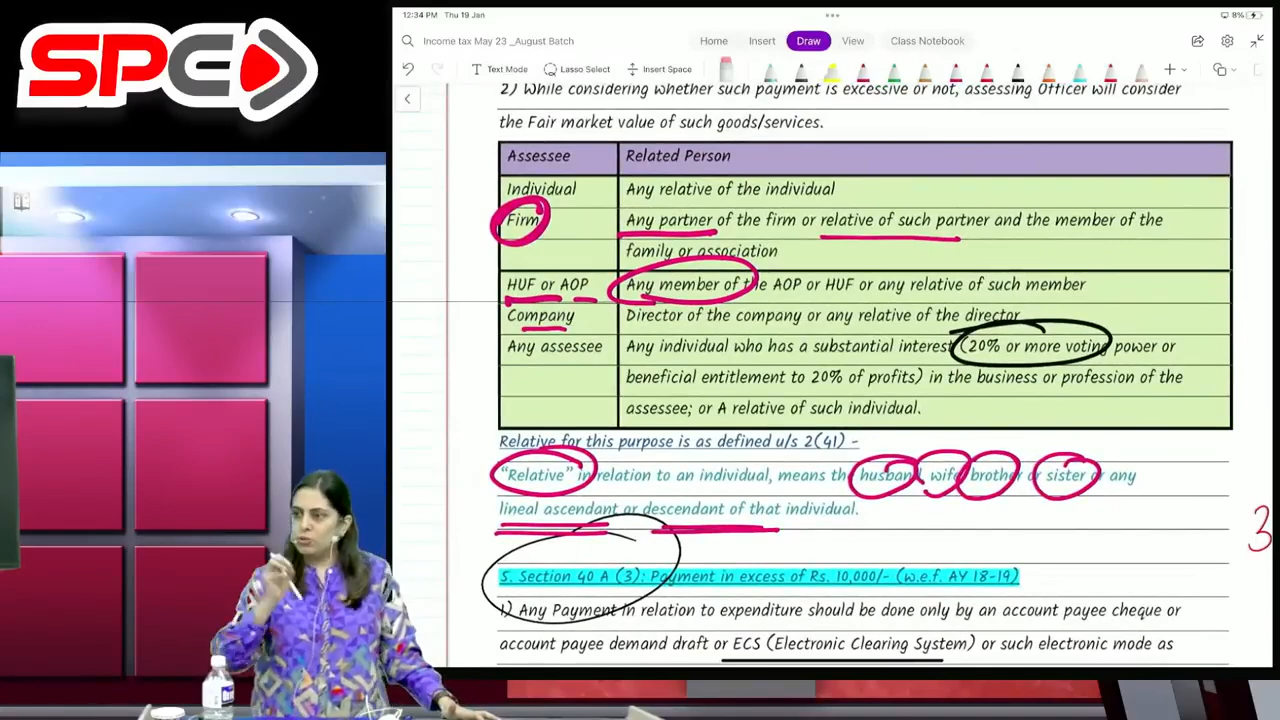 SPC
12:34 PM Thu 19 Jan
8%
Income tax May 23 _August Batch
Home Insert Draw View Class Notebook
Text Mode Lasso Select Insert Space
2) While considering whether such payment is excessive or not, assessing Officer will consider
the Fair market value of such goods/services.
Assessee Related Person
Individual Any relative of the individual
Firm Any partner of the firm or relative of such partner and the member of the
family or association
HUF or AOP Any member of the AOP or HUF or any relative of such member
Company Director of the company or any relative of the director
Any assessee Any individual who has a substantial interest (20% or more voting power or
beneficial entitlement to 20% of profits) in the business or profession of the
assessee; or A relative of such individual.
Relative for this purpose is as defined u/s 2(41) -
"Relative" in relation to an individual, means the husband, wife, brother or sister or any
lineal ascendant or descendant of that individual.
3
5. Section 40 A (3): Payment in excess of Rs. 10,000/- (w.e.f. AY 18-19)
1) Any Payment in relation to expenditure should be done only by an account payee cheque or
account payee demand draft or ECS (Electronic Clearing System) or such electronic mode as